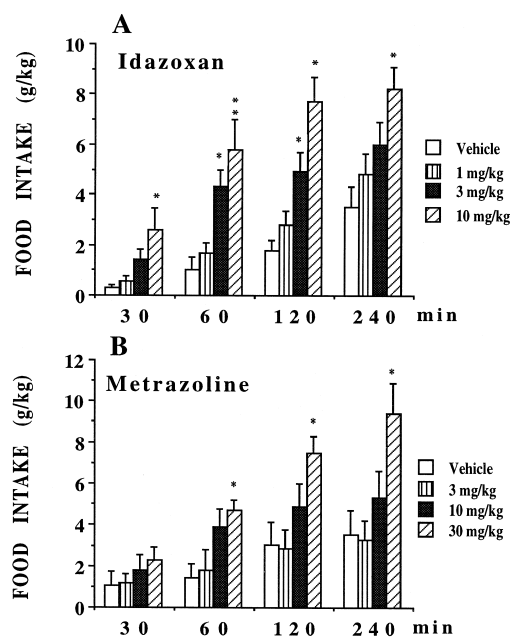 A
Idazoxan
FOOD INTAKE (g/kg)
10
8
6
4
2
0
*
*
*
*
*
*
*
30 60 120 240 min
Vehicle
1 mg/kg
3 mg/kg
10 mg/kg
B
Metrazoline
FOOD INTAKE (g/kg)
12
10
8
6
4
2
0
*
*
*
30 60 120 240 min
Vehicle
3 mg/kg
10 mg/kg
30 mg/kg